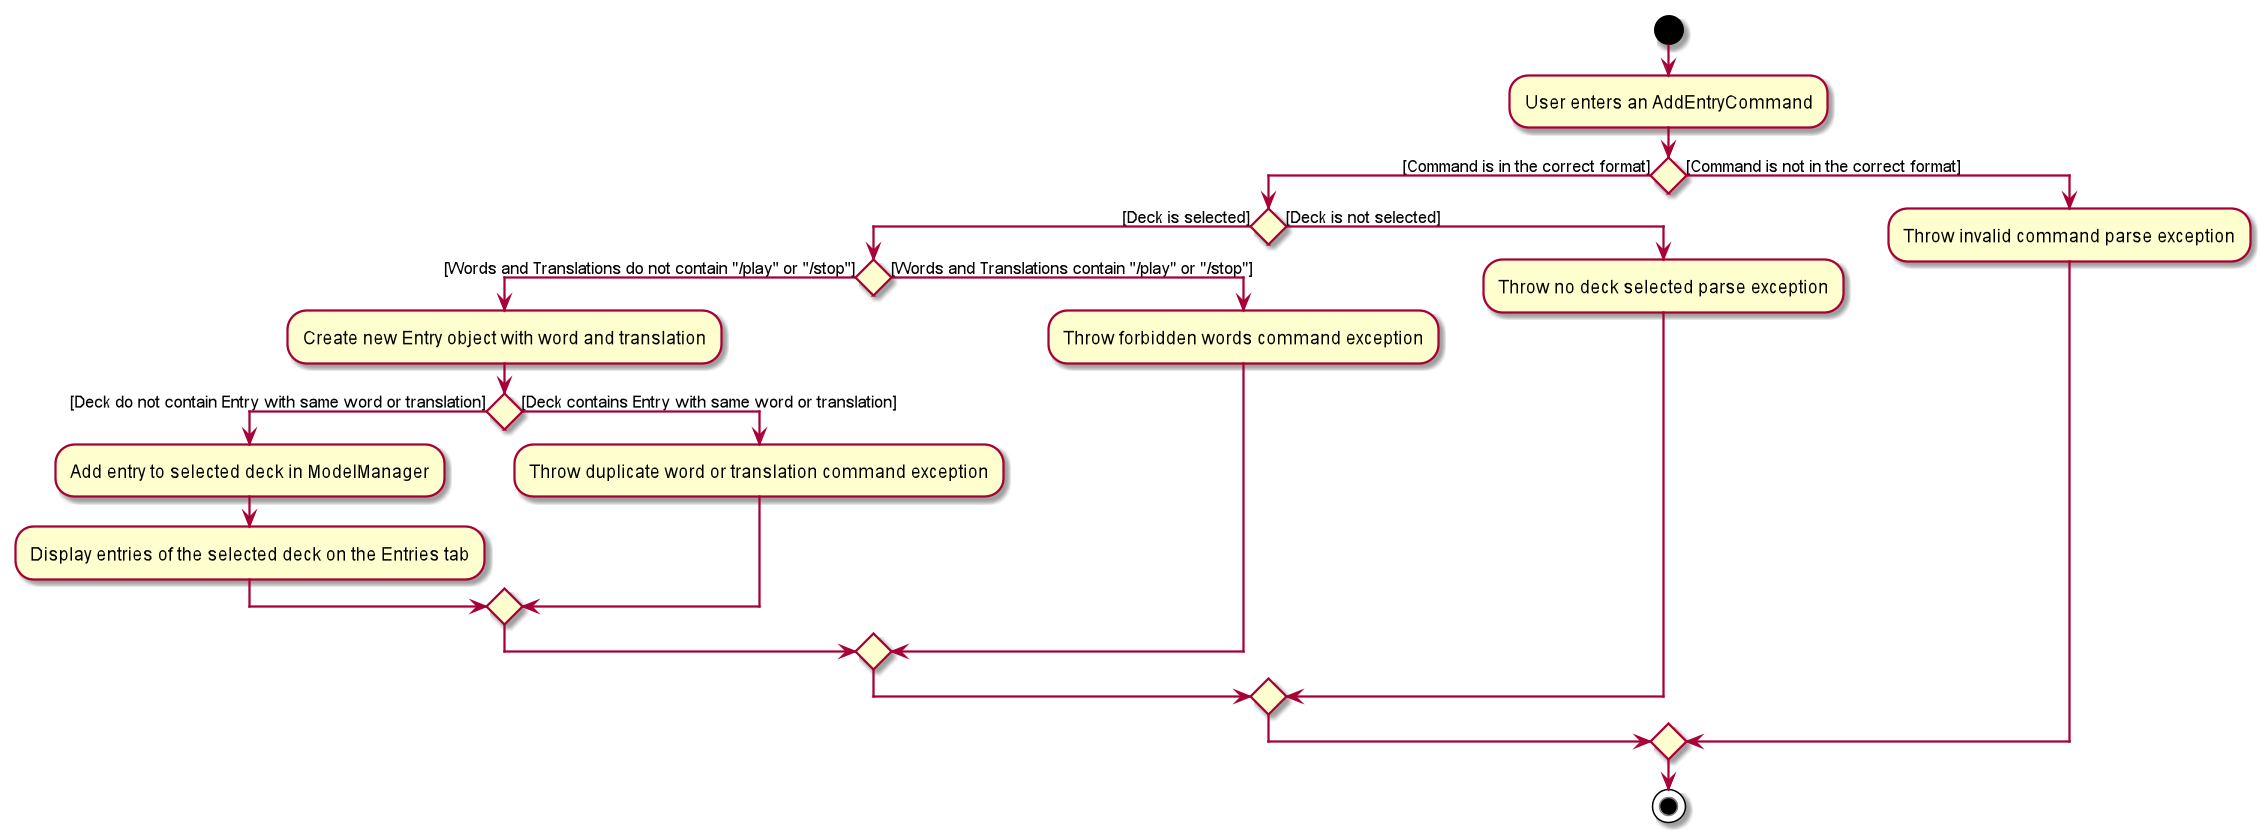 User enters an AddEntryCommand
[Command is in the correct format]
[Command is not in the correct format]
[Deck is selected]
[Deck is not selected]
Throw invalid command parse exception
[Words and Translations do not contain "/play" or "/stop"]
[Words and Translations contain "/play" or "/stop"]
Throw no deck selected parse exception
Create new Entry object with word and translation
Throw forbidden words command exception
[Deck do not contain Entry with same word or translation]
[Deck contains Entry with same word or translation]
Add entry to selected deck in ModelManager
Throw duplicate word or translation command exception
Display entries of the selected deck on the Entries tab